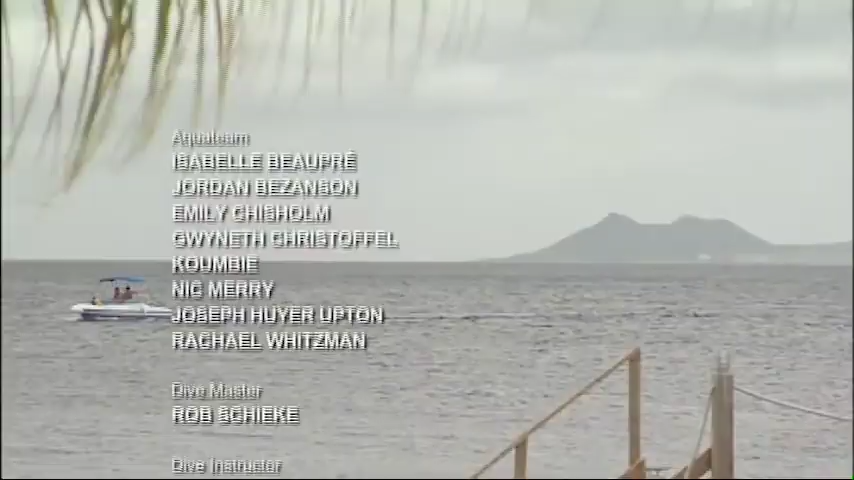 Aquateam
ISABELLE BEAUPRÉ
JORDAN BEZANSON
EMILY CHISHOLM
GWYNETH CHRISTOFFEL
KOUMBIE
NIC MERRY
JOSEPH HUYER UPTON
RACHAEL WHITZMAN
Dive Master
ROB SCHIEKE
Dive Instructor